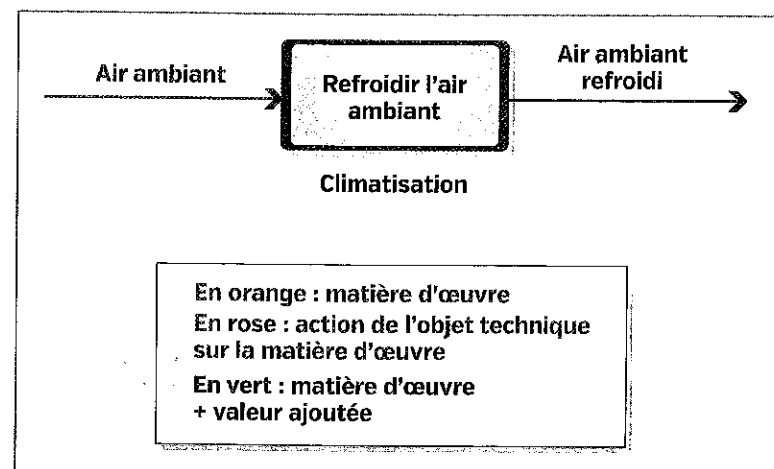 Air ambiant
Refroidir l'air
ambiant
Air ambiant
refroidi
Climatisation
En orange : matière d'œuvre
En rose : action de l'objet technique
sur la matière d'œuvre
En vert : matière d'œuvre
+ valeur ajoutée